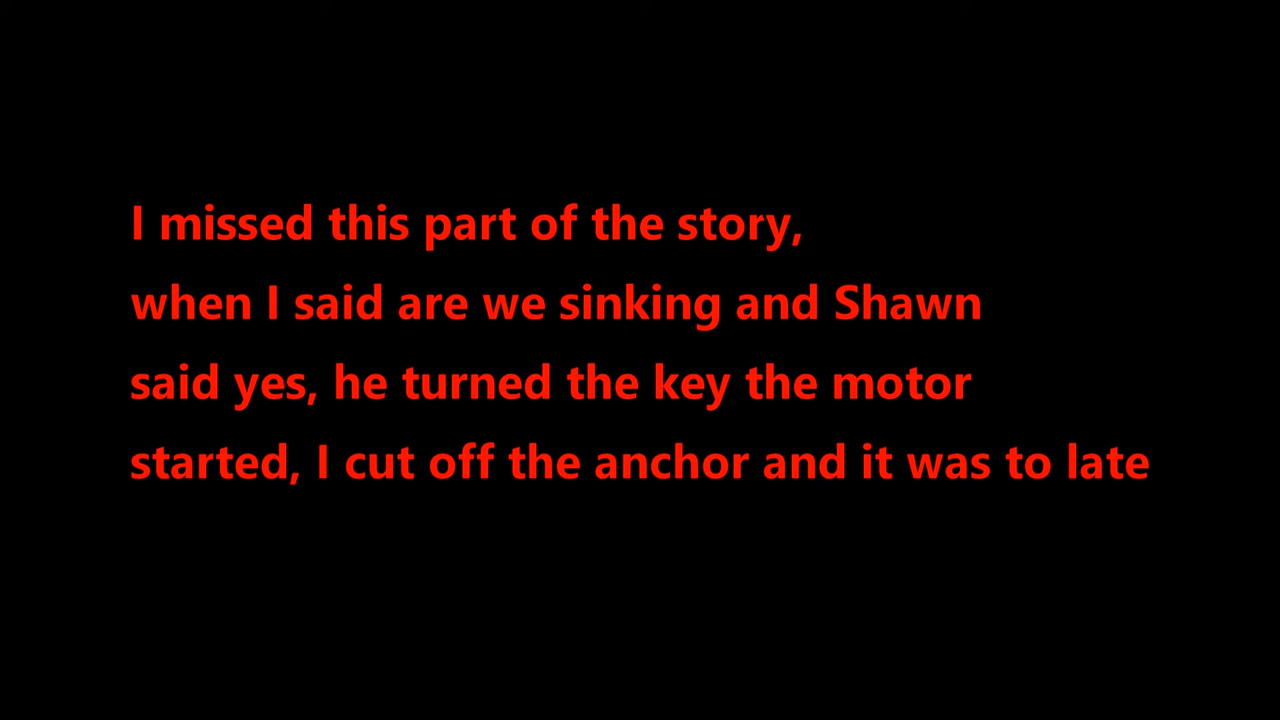 I missed this part of the story,
when I said are we sinking and Shawn
said yes, he turned the key the motor
started, I cut off the anchor and it was to late